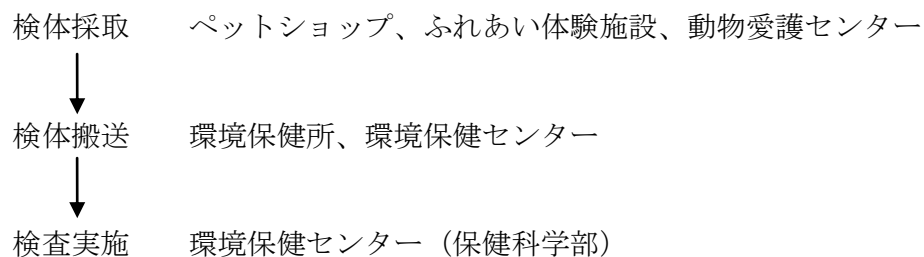 検体採取　　ペットショップ、ふれあい体験施設、動物愛護センター
検体搬送　　環境保健所、環境保健センター
検査実施　　環境保健センター（保健科学部）